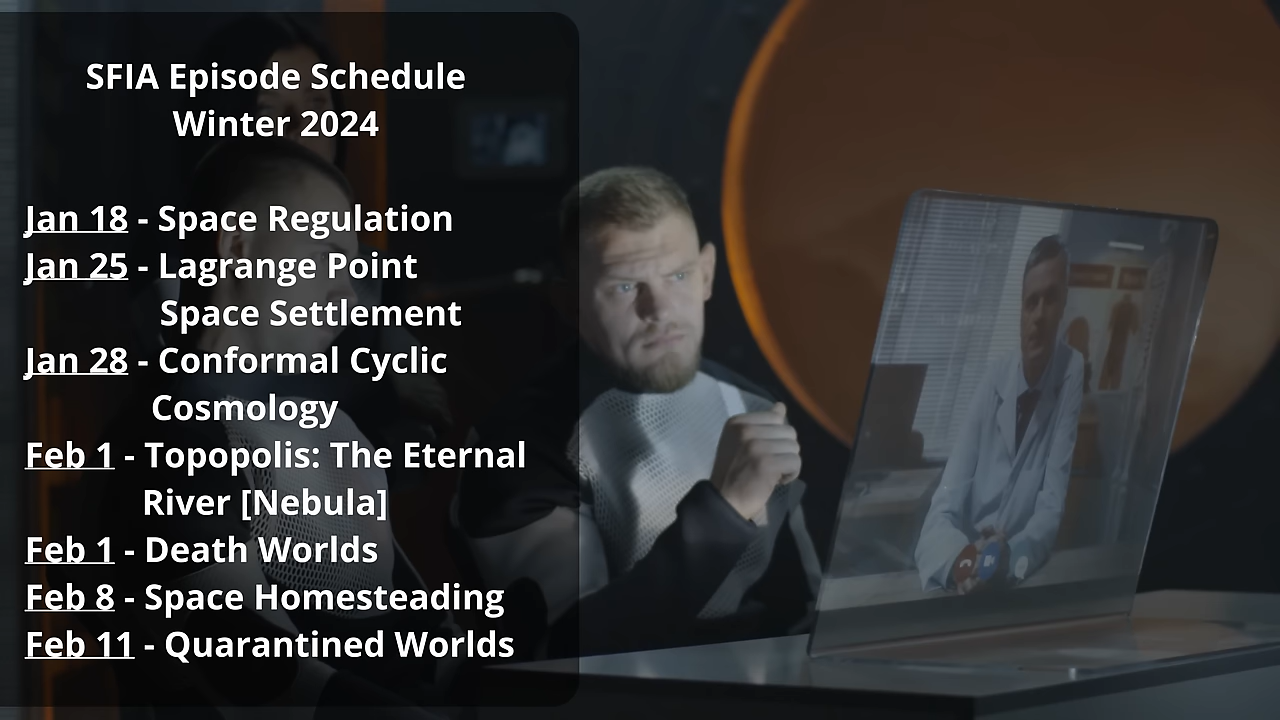 SFIA Episode Schedule
Winter 2024
Jan 18 - Space Regulation
Jan 25 - Lagrange Point
Space Settlement
Jan 28 - Conformal Cyclic
Cosmology
Feb 1 - Topopolis: The Eternal
River [Nebula]
Feb 1 - Death Worlds
Feb 8 - Space Homesteading
Feb 11 - Quarantined Worlds